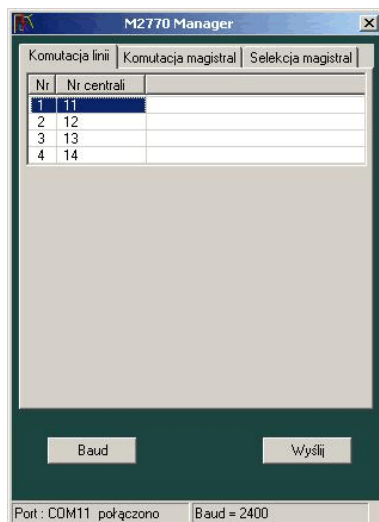 M2770 Manager
Komutacja linii Komutacja magistral Selekcja magistral
Nr Nr centrali
1 11
2 12
3 13
4 14
Baud Wyślij
Port : COM11 połączono Baud = 2400